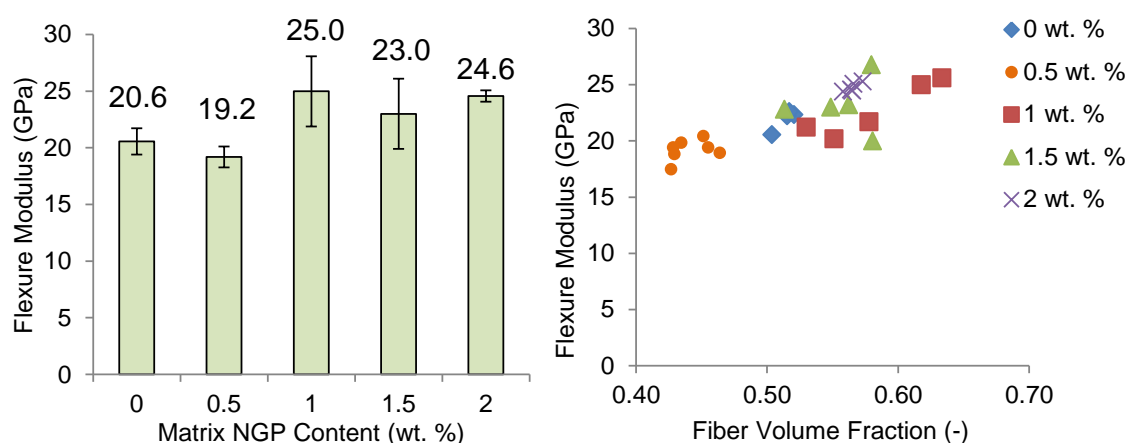 Flexure Modulus (GPa)
30
25
20
15
10
5
0
20.6
19.2
25.0
23.0
24.6
0 0.5 1 1.5 2
Matrix NGP Content (wt. %)
Flexure Modulus (GPa)
30
25
20
15
10
5
0
0.40 0.50 0.60 0.70
Fiber Volume Fraction (-)
0 wt. %
0.5 wt. %
1 wt. %
1.5 wt. %
2 wt. %